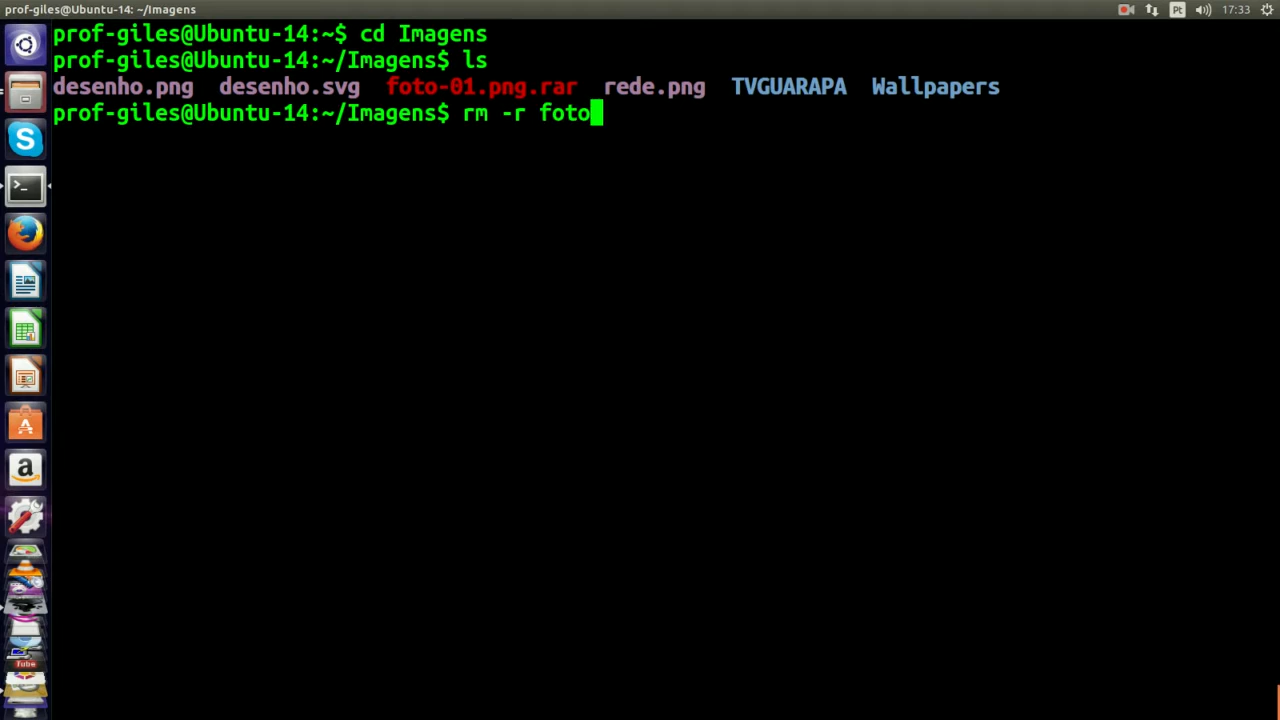 prof-giles@Ubuntu-14: ~/Imagens
Pt
17:33
prof-giles@Ubuntu-14:~$ cd Imagens
prof-giles@Ubuntu-14:~/Imagens$ ls
desenho.png desenho.svg foto-01.png.rar rede.png TVGUARAPA Wallpapers
prof-giles@Ubuntu-14:~/Imagens$ rm -r foto
S
>_
a
Tube